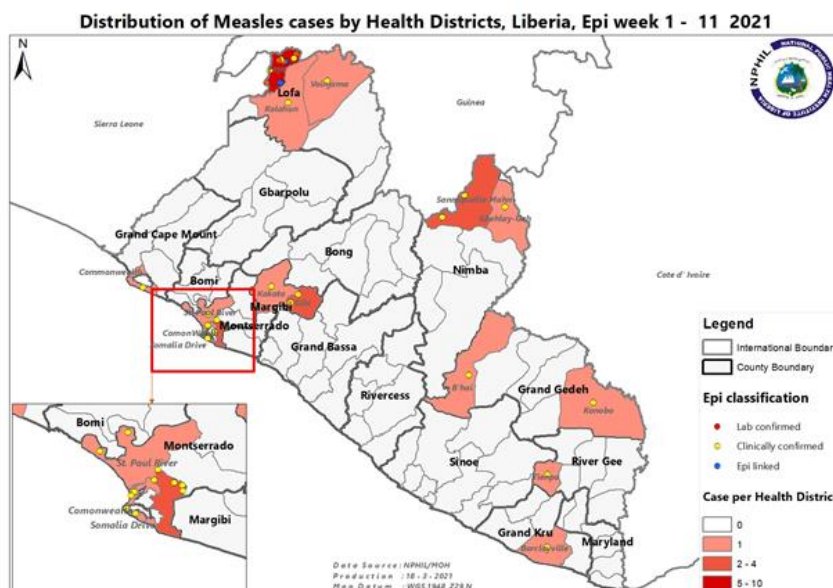 Distribution of Measles cases by Health Districts, Liberia, Epi week 1 - 11 2021
N
NPHIL
NATIONAL PUBLIC HEALTH
INSTITUTE OF LIBERIA
Guinea
Sierra Leone
Voinjema
Lofa
Kolahun
Gbarpolu
Grand Cape Mount
Bong
Nimba
Cote d' Ivoire
Commonwealth
Bomi
Kakata
Margibi
St. Paul River
Montserrado
Somalia Drive
Grand Bassa
Rivercess
B'hai
Grand Gedeh
Konobo
Sinoe
River Gee
Grand Kru
Barclayville
Maryland
Bomi
Montserrado
St. Paul River
Comonwealth
Somalia Drive
Margibi
Legend
International Boundar
County Boundary
Epi classification
Lab confirmed
Clinically confirmed
Epi linked
Case per Health District
0
1
2 - 4
5 - 10
Data Source: NPHIL/MOH
Production : 16 - 3 - 2021